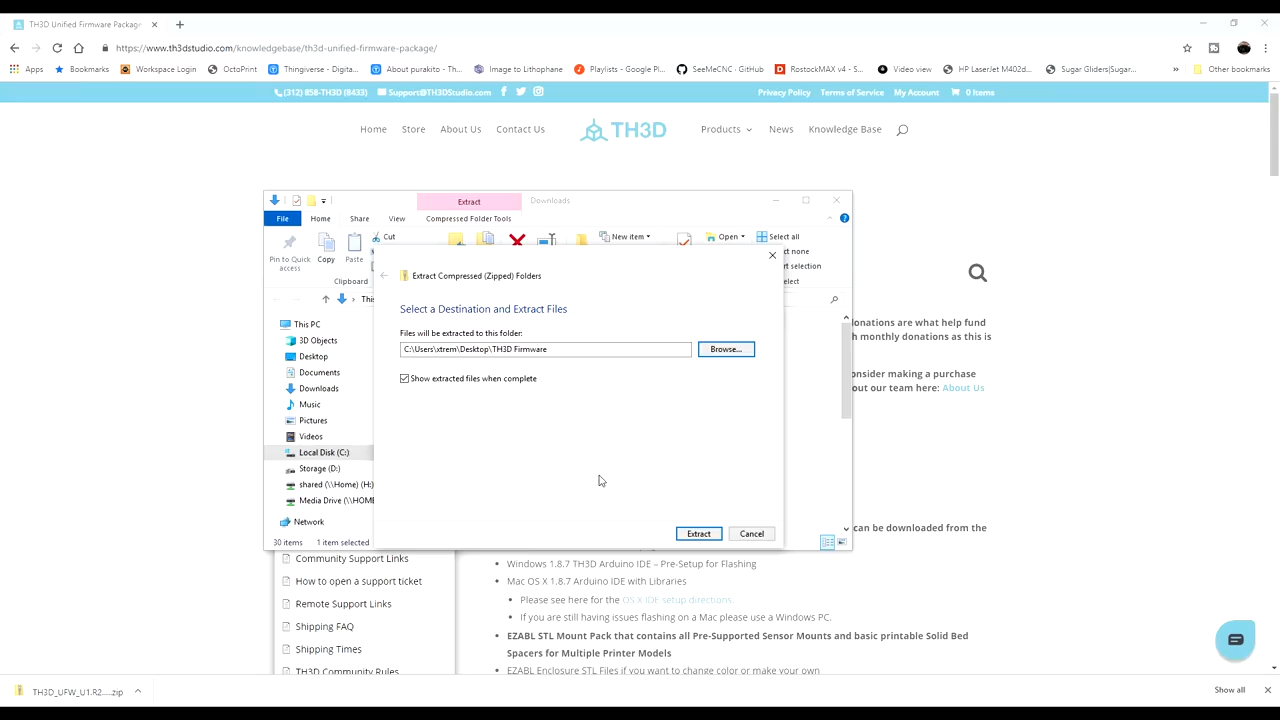 TH3D Unified Firmware Package
https://www.th3dstudio.com/knowledgebase/th3d-unified-firmware-package/
Apps Bookmarks Workspace Login OctoPrint Thingiverse - Digita... About purakito - Th... Image to Lithophane Playlists - Google Pl... SeeMeCNC · GitHub RostockMAX v4 - S... Video view HP LaserJet M402d... Sugar Gliders|Sugar... » Other bookmarks
(312) 858-TH3D (8433) Support@TH3DStudio.com Privacy Policy Terms of Service My Account 0 Items
Home Store About Us Contact Us TH3D Products News Knowledge Base
Extract Downloads
File Home Share View Compressed Folder Tools
Cut New item Open Select all
Pin to Quick access Copy Paste
t none
rt selection
Clipboard
elect
Extract Compressed (Zipped) Folders
This
Select a Destination and Extract Files
Files will be extracted to this folder:
C:\Users\xtrem\Desktop\TH3D Firmware Browse...
Show extracted files when complete
Extract Cancel
This PC
3D Objects
Desktop
Documents
Downloads
Music
Pictures
Videos
Local Disk (C:)
Storage (D:)
shared (\\Home) (H:)
Media Drive (\\HOME
Network
30 items 1 item selected
onations are what help fund
h monthly donations as this is
onsider making a purchase
out our team here: About Us
can be downloaded from the
Community Support Links
How to open a support ticket
Remote Support Links
Shipping FAQ
Shipping Times
TH3D Community Rules
Windows 1.8.7 TH3D Arduino IDE – Pre-Setup for Flashing
Mac OS X 1.8.7 Arduino IDE with Libraries
Please see here for the OS X IDE setup directions.
If you are still having issues flashing on a Mac please use a Windows PC.
EZABL STL Mount Pack that contains all Pre-Supported Sensor Mounts and basic printable Solid Bed
Spacers for Multiple Printer Models
EZABL Enclosure STL Files if you want to change color or make your own
TH3D_UFW_U1.R2....zip Show all